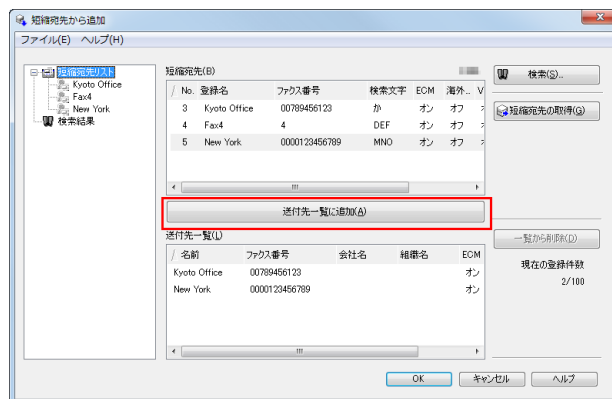 短縮宛先から追加
ファイル(E) ヘルプ(H)
短縮宛先リスト
Kyoto Office
Fax4
New York
検索結果
短縮宛先(B)
/ No. 登録名 ファクス番号 検索文字 ECM 海外... V
3 Kyoto Office 00789456123 か オン オフ
4 Fax4 4 DEF オン オフ
5 New York 0000123456789 MNO オン オフ
検索(S)...
短縮宛先の取得(G)
送付先一覧に追加(A)
送付先一覧(L)
/ 名前 ファクス番号 会社名 組織名 ECM
Kyoto Office 00789456123 オン
New York 0000123456789 オン
一覧から削除(D)
現在の登録件数
2/100
OK キャンセル ヘルプ